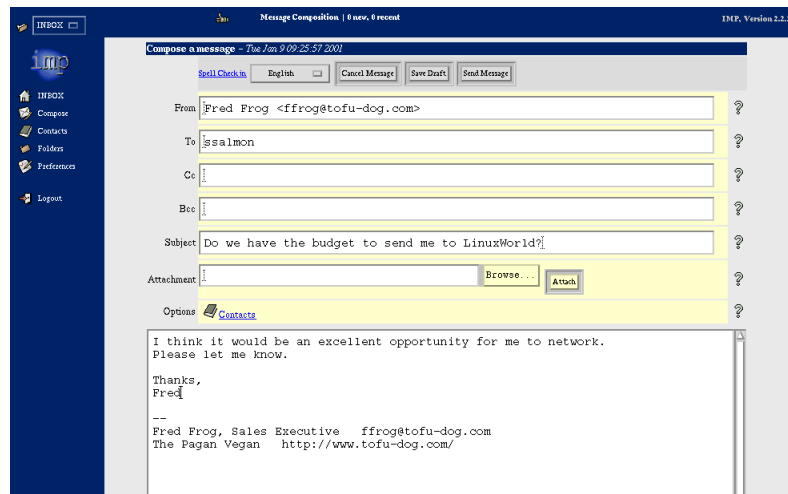 INBOX
Message Composition | 0 new, 0 recent
IMP, Version 2.2.
imp
INBOX
Compose
Contacts
Folders
Preferences
Logout
Compose a message - Tue Jan 9 09:25:57 2001
Spell Check in English Cancel Message Save Draft Send Message
From Fred Frog <ffrog@tofu-dog.com> ?
To ssalmon ?
Cc ?
Bcc ?
Subject Do we have the budget to send me to LinuxWorld? ?
Attachment Browse... Attach ?
Options Contacts ?
I think it would be an excellent opportunity for me to network.
Please let me know.
Thanks,
Fred
--
Fred Frog, Sales Executive ffrog@tofu-dog.com
The Pagan Vegan http://www.tofu-dog.com/